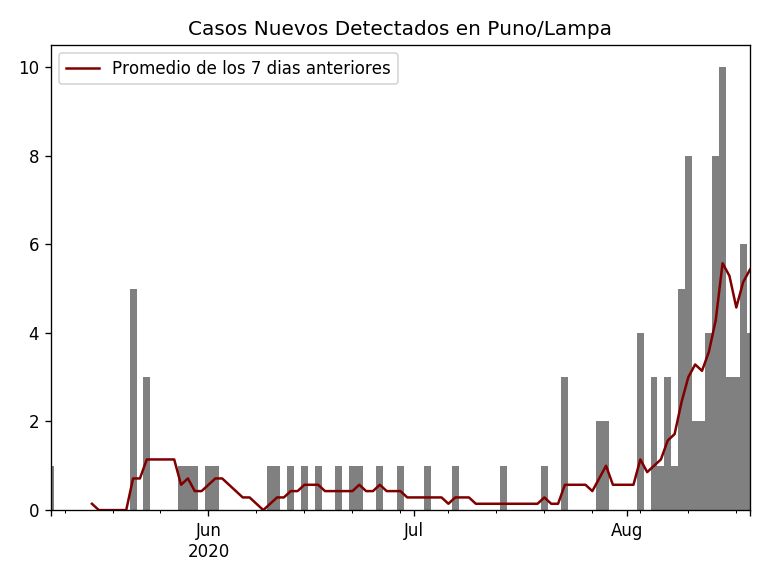 Casos Nuevos Detectados en Puno/Lampa
Promedio de los 7 dias anteriores
10
8
6
4
2
0
Jun
2020
Jul
Aug